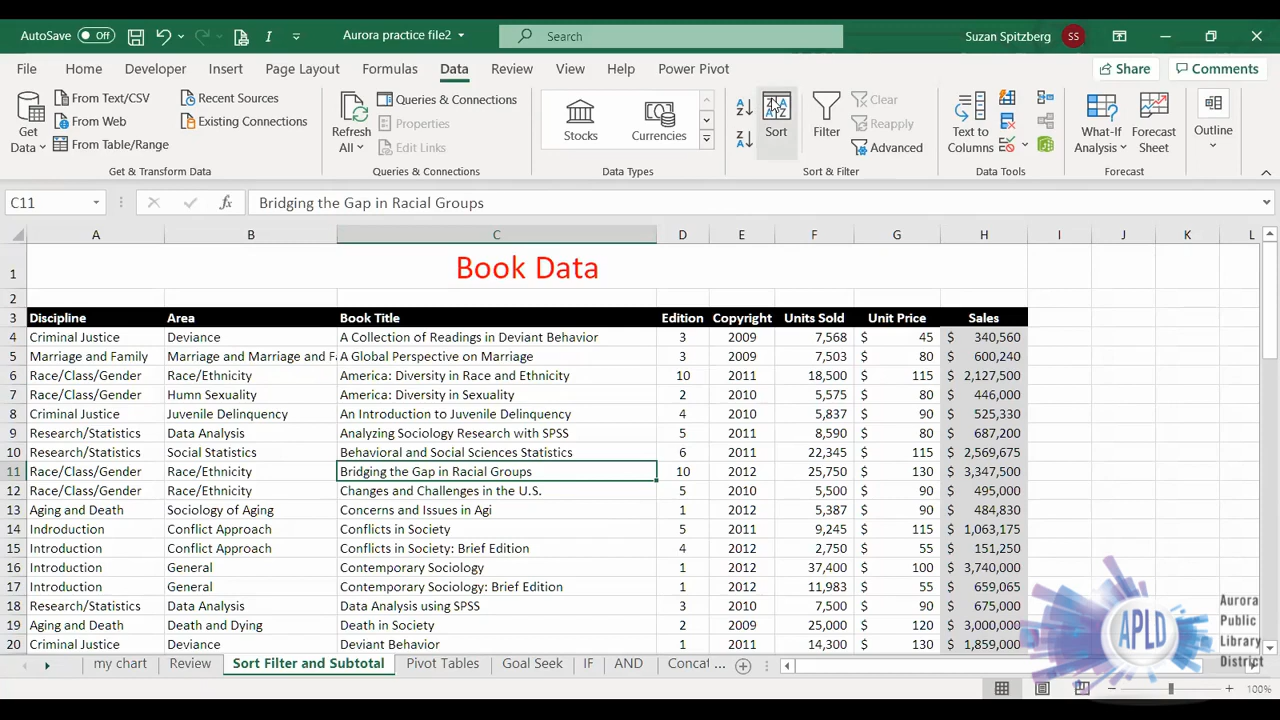 AutoSave Off Aurora practice file2 Search Suzan Spitzberg SS
File Home Developer Insert Page Layout Formulas Data Review View Help Power Pivot Share Comments
Get Data
From Text/CSV
From Web
From Table/Range
Recent Sources
Existing Connections
Refresh All
Queries & Connections
Properties
Edit Links
Stocks
Currencies
Sort
Filter
Clear
Reapply
Advanced
Text to Columns
What-If Analysis
Forecast Sheet
Outline
Get & Transform Data Queries & Connections Data Types Sort & Filter Data Tools Forecast
C11 fx Bridging the Gap in Racial Groups
A B C D E F G H I J K L
1 Book Data
2
3 Discipline Area Book Title Edition Copyright Units Sold Unit Price Sales
4 Criminal Justice Deviance A Collection of Readings in Deviant Behavior 3 2009 7,568 $ 45 $ 340,560
5 Marriage and Family Marriage and Marriage and Fa A Global Perspective on Marriage 3 2009 7,503 $ 80 $ 600,240
6 Race/Class/Gender Race/Ethnicity America: Diversity in Race and Ethnicity 10 2011 18,500 $ 115 $ 2,127,500
7 Race/Class/Gender Humn Sexuality America: Diversity in Sexuality 2 2010 5,575 $ 80 $ 446,000
8 Criminal Justice Juvenile Delinquency An Introduction to Juvenile Delinquency 4 2010 5,837 $ 90 $ 525,330
9 Research/Statistics Data Analysis Analyzing Sociology Research with SPSS 5 2011 8,590 $ 80 $ 687,200
10 Research/Statistics Social Statistics Behavioral and Social Sciences Statistics 6 2011 22,345 $ 115 $ 2,569,675
11 Race/Class/Gender Race/Ethnicity Bridging the Gap in Racial Groups 10 2012 25,750 $ 130 $ 3,347,500
12 Race/Class/Gender Race/Ethnicity Changes and Challenges in the U.S. 5 2010 5,500 $ 90 $ 495,000
13 Aging and Death Sociology of Aging Concerns and Issues in Agi 1 2012 5,387 $ 90 $ 484,830
14 Indroduction Conflict Approach Conflicts in Society 5 2011 9,245 $ 115 $ 1,063,175
15 Introduction Conflict Approach Conflicts in Society: Brief Edition 4 2012 2,750 $ 55 $ 151,250
16 Introduction General Contemporary Sociology 1 2012 37,400 $ 100 $ 3,740,000
17 Introduction General Contemporary Sociology: Brief Edition 1 2012 11,983 $ 55 $ 659,065
18 Research/Statistics Data Analysis Data Analysis using SPSS 3 2010 7,500 $ 90 $ 675,000
19 Aging and Death Death and Dying Death in Society 2 2009 25,000 $ 120 $ 3,000,000
20 Criminal Justice Deviance Deviant Behavior 1 2011 14,300 $ 130 $ 1,859,000
my chart Review Sort Filter and Subtotal Pivot Tables Goal Seek IF AND Concat ...
100%
APLD
Aurora
Public
Library
District